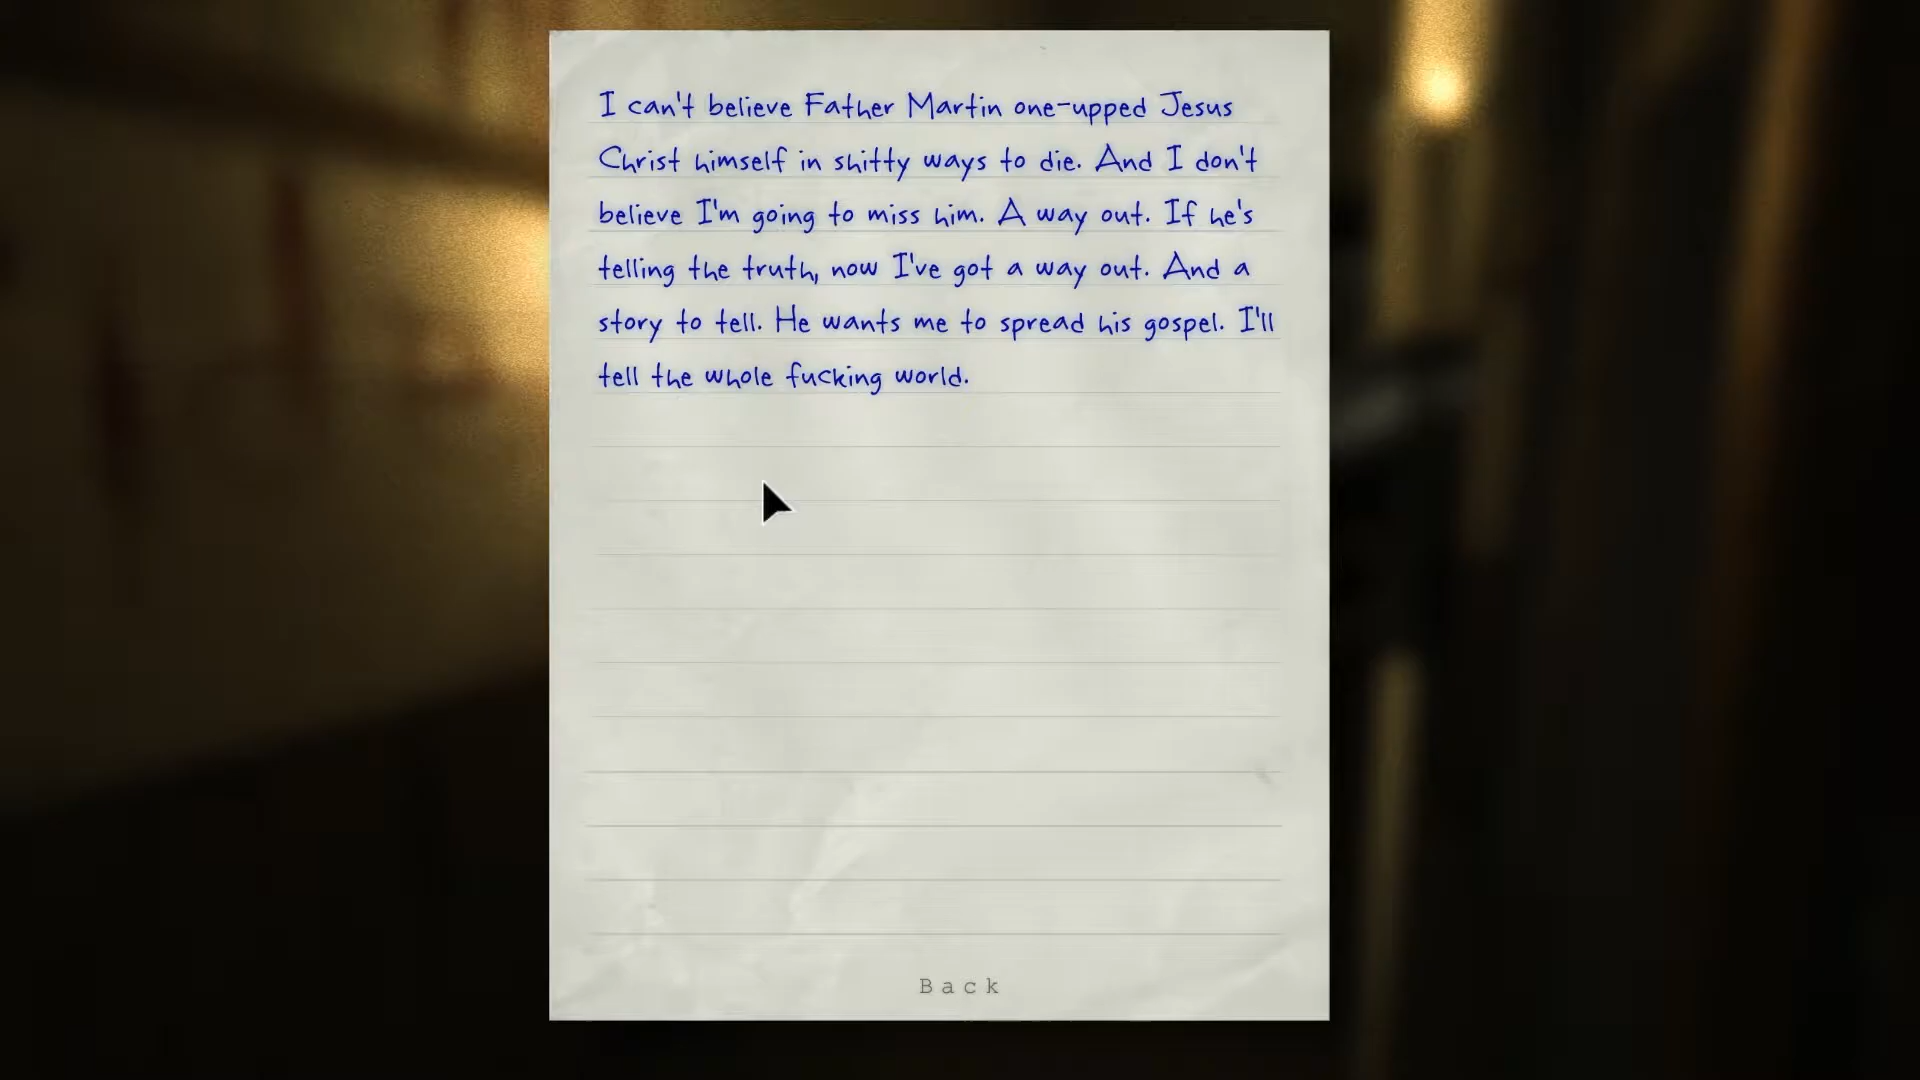 I can't believe Father Martin one-upped Jesus
Christ himself in shitty ways to die. And I don't
believe I'm going to miss him. A way out. If he's
telling the truth, now I've got a way out. And a
story to tell. He wants me to spread his gospel. I'll
tell the whole fucking world.
Back